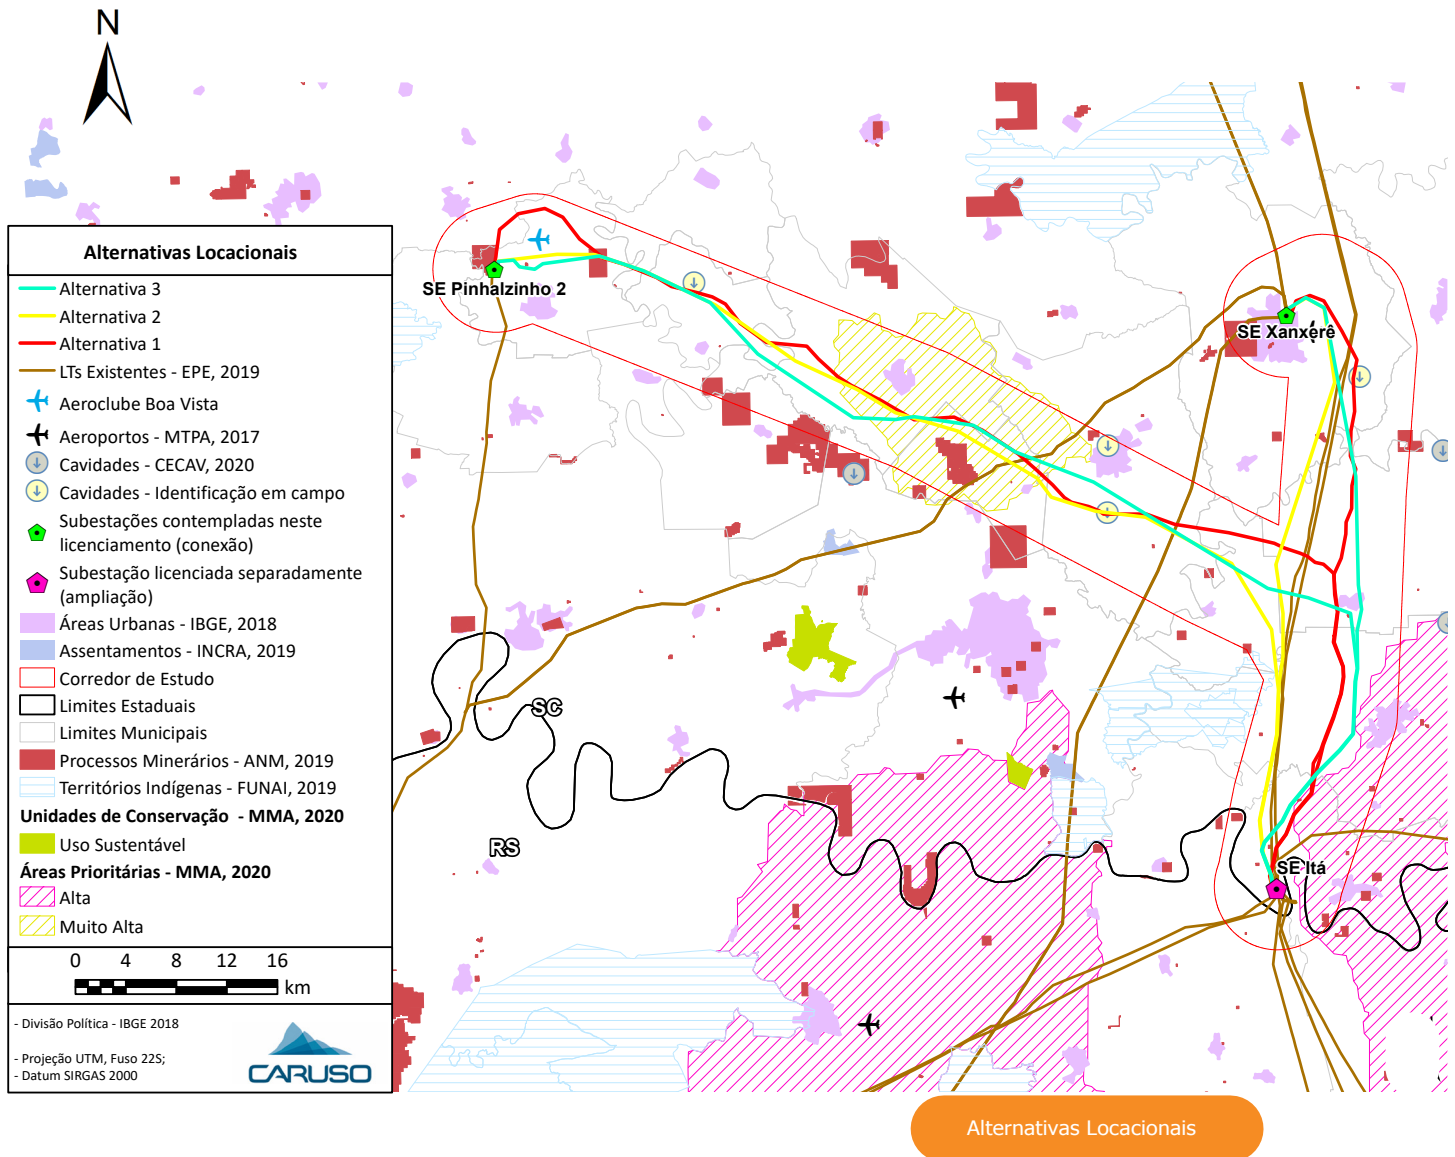 N
Alternativas Locacionais
Alternativa 3
Alternativa 2
Alternativa 1
LTs Existentes - EPE, 2019
Aeroclube Boa Vista
Aeroportos - MTPA, 2017
Cavidades - CECAV, 2020
Cavidades - Identificação em campo
Subestações contempladas neste
licenciamento (conexão)
Subestação licenciada separadamente
(ampliação)
Áreas Urbanas - IBGE, 2018
Assentamentos - INCRA, 2019
Corredor de Estudo
Limites Estaduais
Limites Municipais
Processos Minerários - ANM, 2019
Territórios Indígenas - FUNAI, 2019
Unidades de Conservação - MMA, 2020
Uso Sustentável
Áreas Prioritárias - MMA, 2020
Alta
Muito Alta
0 4 8 12 16
km
- Divisão Política - IBGE 2018
- Projeção UTM, Fuso 22S;
- Datum SIRGAS 2000
CARUSO
SE Pinhalzinho 2
SE Xanxerê
SC
RS
SE Itá
Alternativas Locacionais